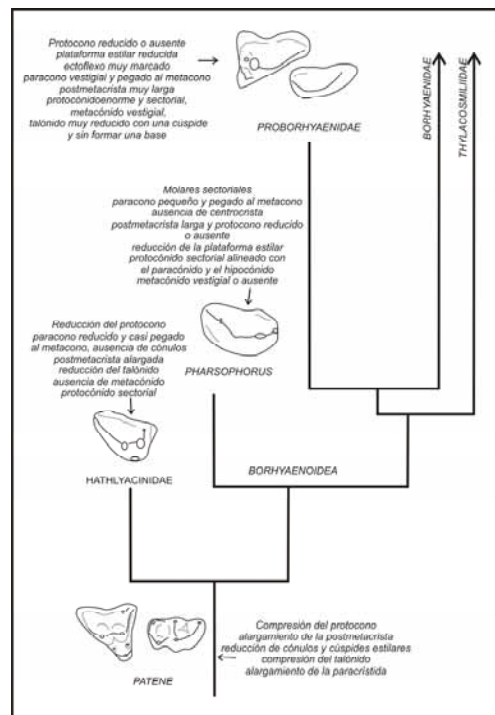 Protocono reducido o ausente
plataforma estilar reducida
ectoflexo muy marcado
paracono vestigial y pegado al metacono
postmetacrista muy larga
protocónidoenorme y sectorial,
metacónido vestigial,
talónido muy reducido con una cúspide
y sin formar una base
PROBORHYAENIDAE
BORHYAENIDAE
THYLACOSMILIIDAE
Molares sectoriales
paracono pequeño y pegado al metacono
ausencia de centrocrista
postmetacrista larga y protocono reducido
o ausente
reducción de la plataforma estilar
protocónido sectorial alineado con
el paracónido y el hipocónido
metacónido vestigial o ausente
PHARSOPHORUS
Reducción del protocono
paracono reducido y casi pegado
al metacono, ausencia de cónulos
postmetacrista alargada
reducción del talónido
ausencia de metacónido
protocónido sectorial
HATHLYACINIDAE
BORHYAENOIDEA
Compresión del protocono
alargamiento de la postmetacrista
reducción de cónulos y cúspides estilares
compresión del talónido
alargamiento de la paracrístida
PATENE